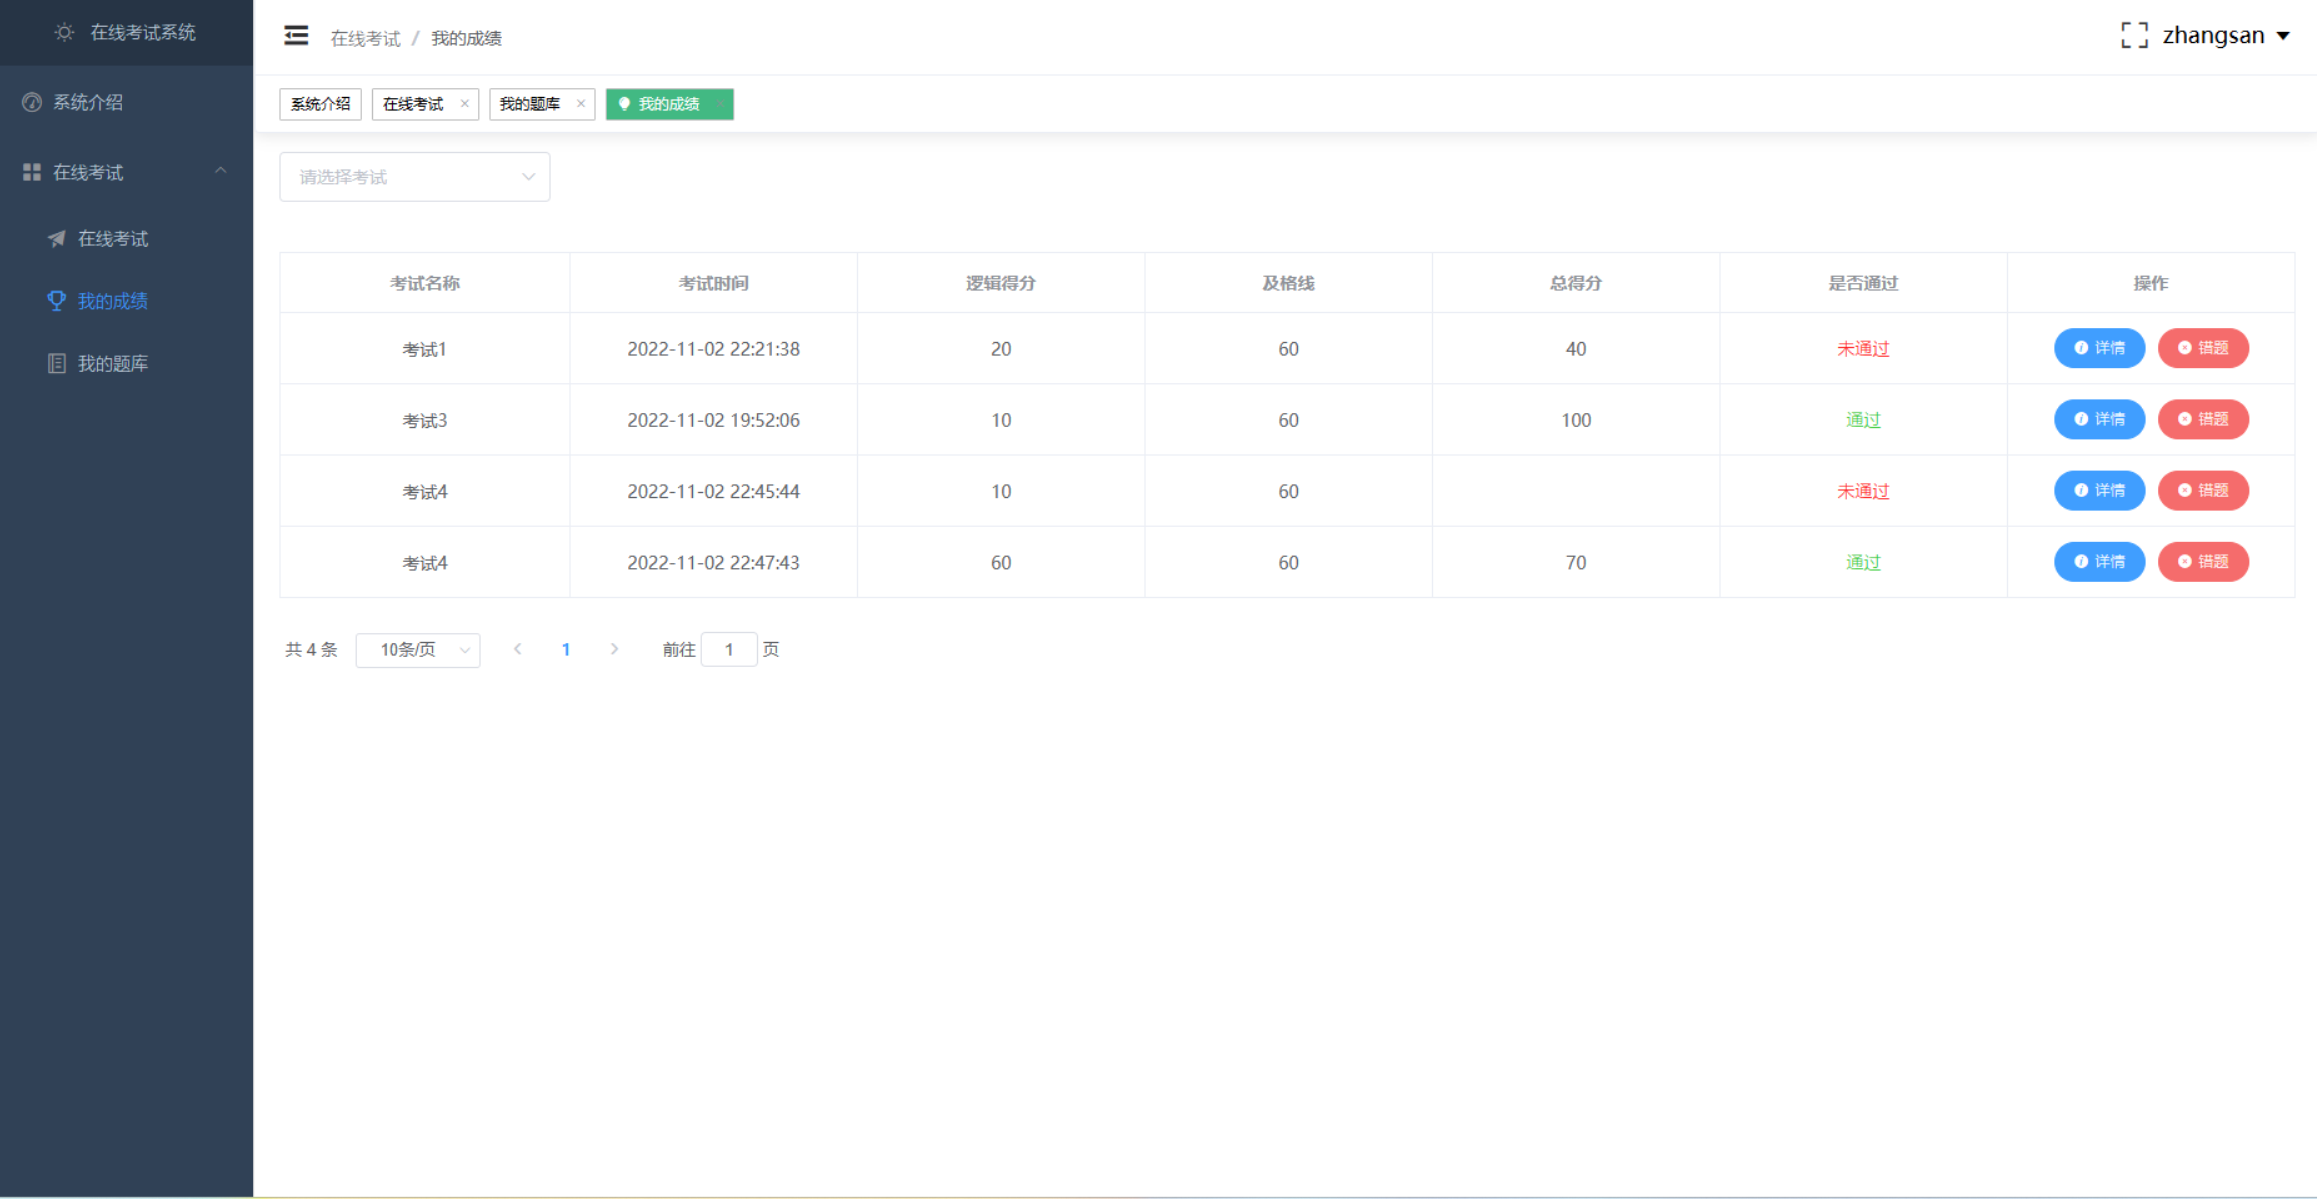 在线考试系统
系统介绍
在线考试
在线考试
我的成绩
我的题库
在线考试 / 我的成绩
zhangsan
系统介绍 在线考试 × 我的题库 × 我的成绩 ×
请选择考试
考试名称 考试时间 逻辑得分 及格线 总得分 是否通过 操作
考试1 2022-11-02 22:21:38 20 60 40 未通过 详情 错题
考试3 2022-11-02 19:52:06 10 60 100 通过 详情 错题
考试4 2022-11-02 22:45:44 10 60 未通过 详情 错题
考试4 2022-11-02 22:47:43 60 60 70 通过 详情 错题
共 4 条 10条/页 1 前往 1 页